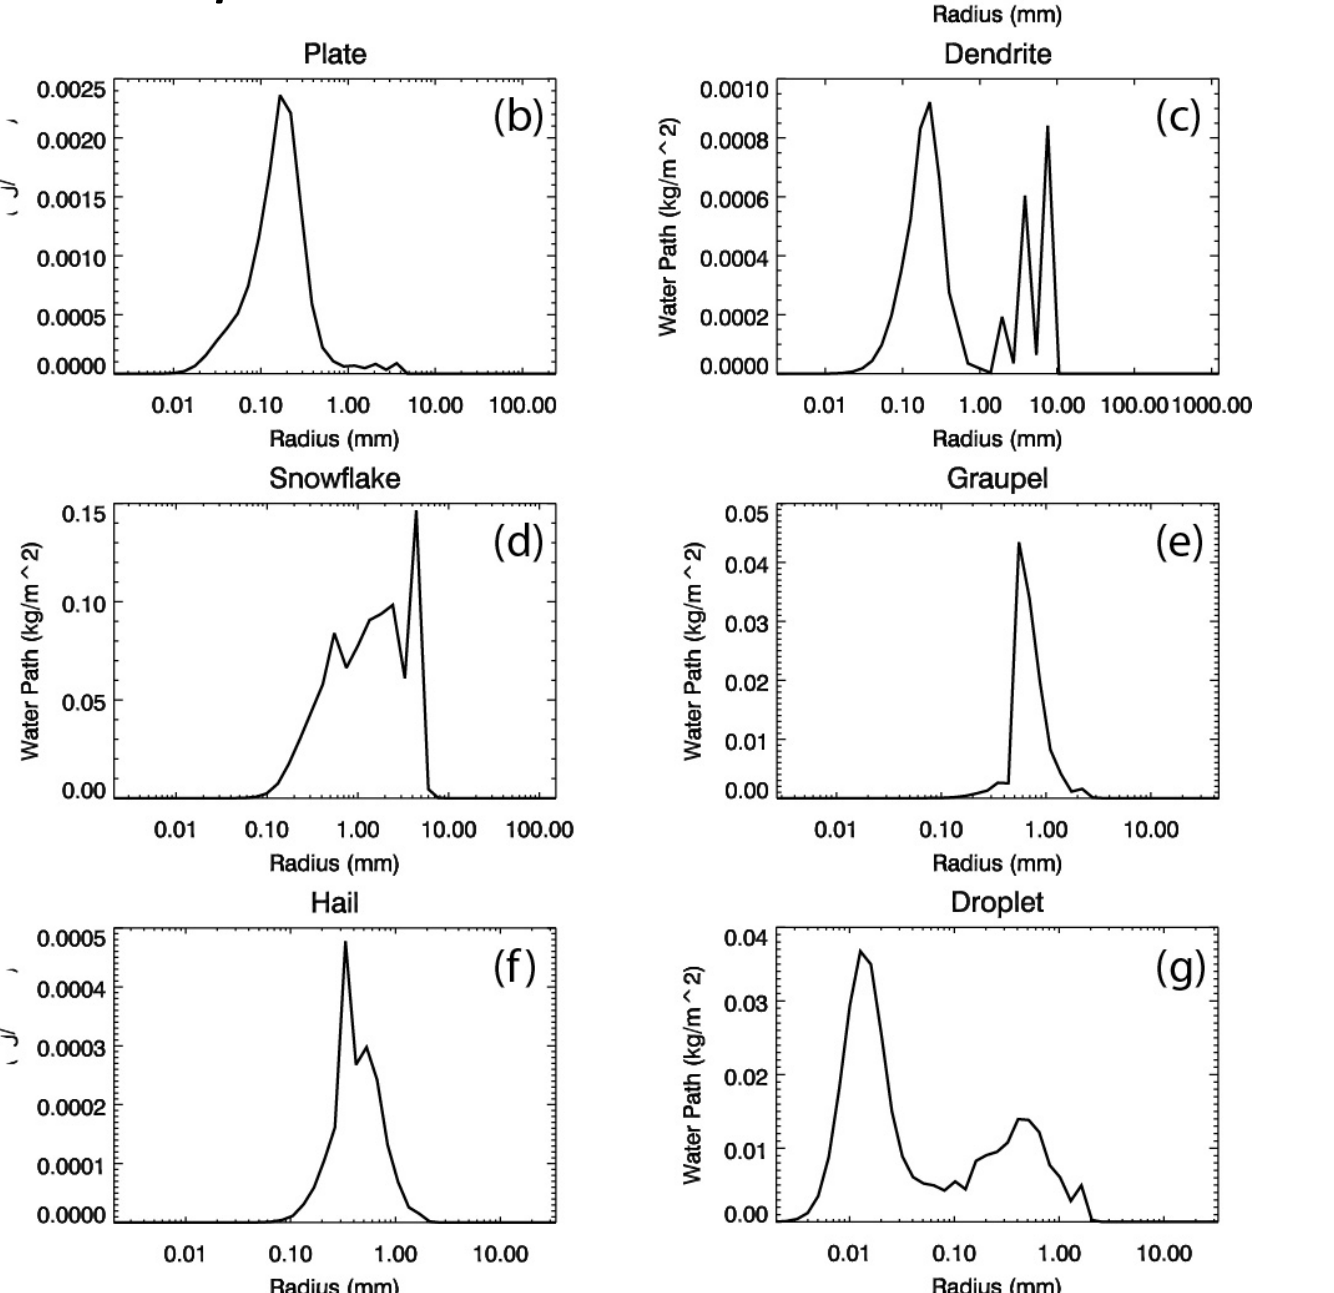 Radius (mm)
Plate
(b)
0.0025
0.0020
0.0015
0.0010
0.0005
0.0000
0.01 0.10 1.00 10.00 100.00
Radius (mm)
Dendrite
(c)
Water Path (kg/m^2)
0.0010
0.0008
0.0006
0.0004
0.0002
0.0000
0.01 0.10 1.00 10.00 100.00 1000.00
Radius (mm)
Snowflake
(d)
Water Path (kg/m^2)
0.15
0.10
0.05
0.00
0.01 0.10 1.00 10.00 100.00
Radius (mm)
Graupel
(e)
Water Path (kg/m^2)
0.05
0.04
0.03
0.02
0.01
0.00
0.01 0.10 1.00 10.00
Radius (mm)
Hail
(f)
0.0005
0.0004
0.0003
0.0002
0.0001
0.0000
0.01 0.10 1.00 10.00
Radius (mm)
Droplet
(g)
Water Path (kg/m^2)
0.04
0.03
0.02
0.01
0.00
0.01 0.10 1.00 10.00
Radius (mm)